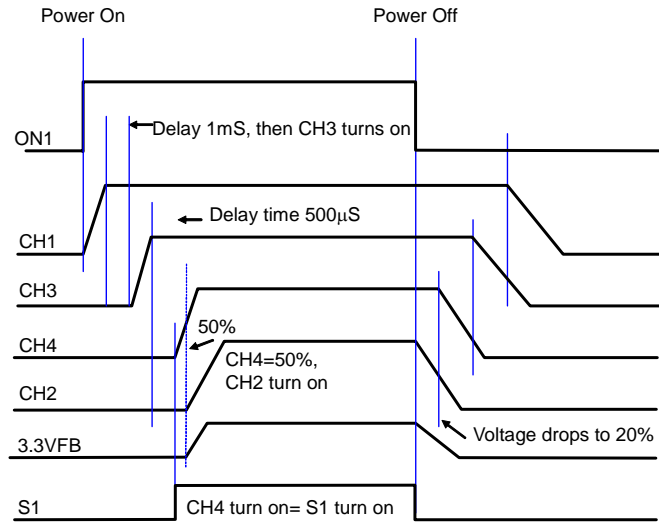 Power On
Power Off
Delay 1mS, then CH3 turns on
ON1
Delay time 500μS
CH1
CH3
50%
CH4
CH4=50%,
CH2 turn on
CH2
Voltage drops to 20%
3.3VFB
S1
CH4 turn on= S1 turn on